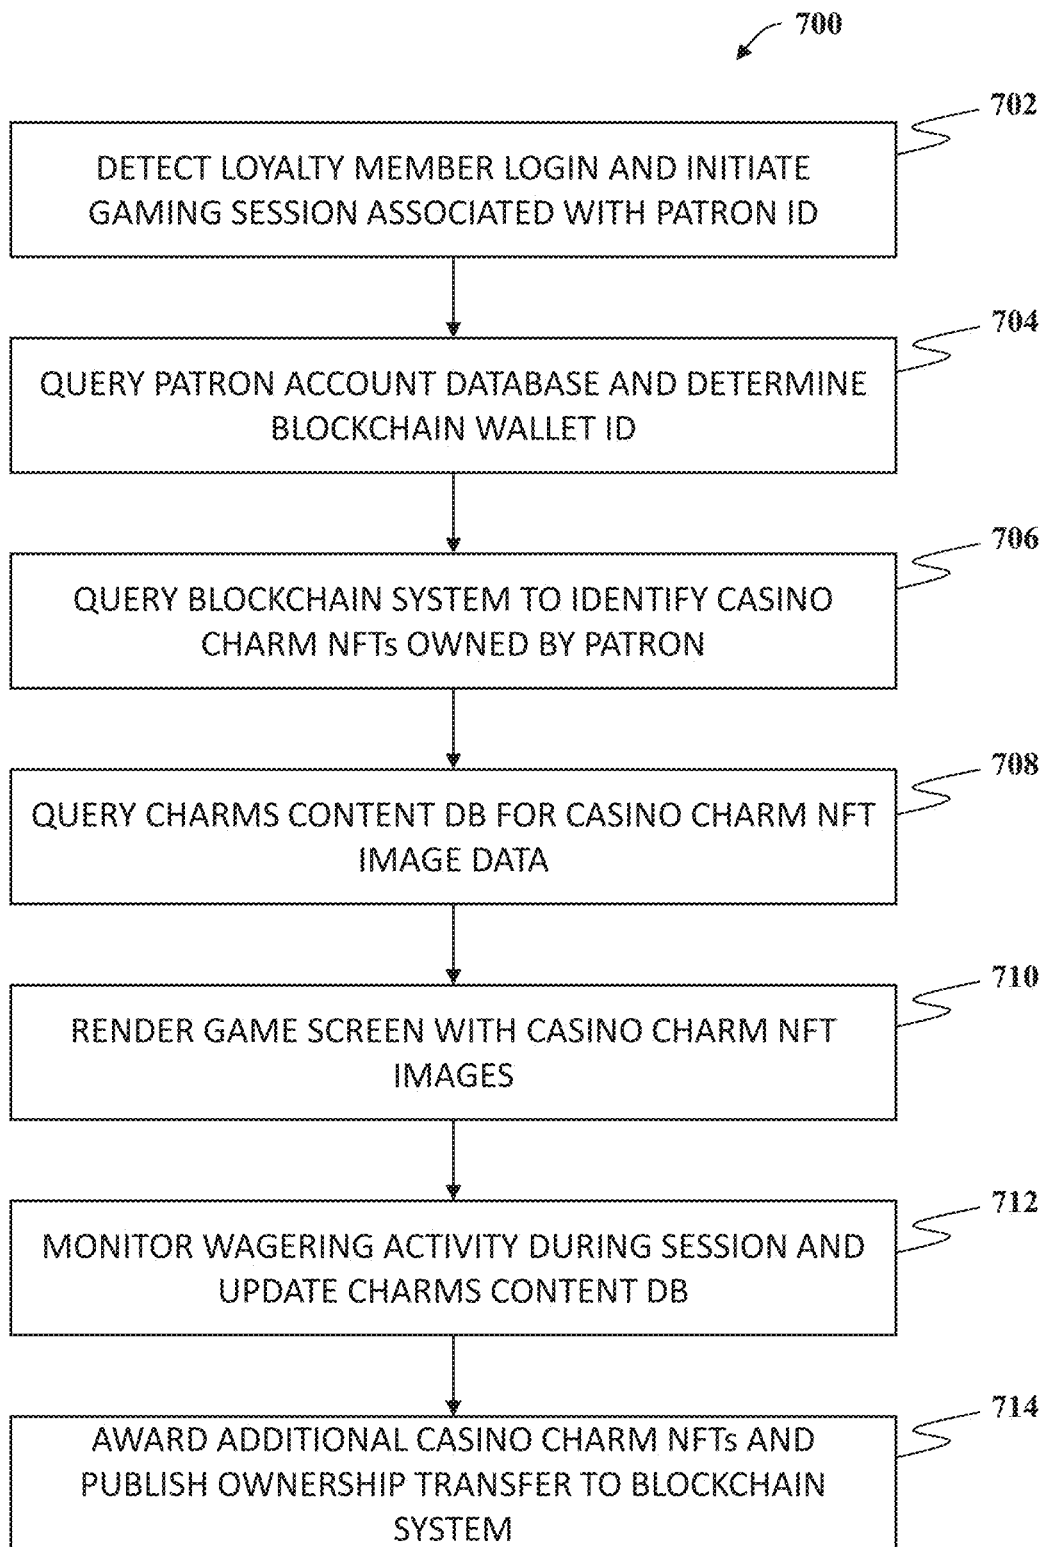 700
702
DETECT LOYALTY MEMBER LOGIN AND INITIATE
GAMING SESSION ASSOCIATED WITH PATRON ID
704
QUERY PATRON ACCOUNT DATABASE AND DETERMINE
BLOCKCHAIN WALLET ID
706
QUERY BLOCKCHAIN SYSTEM TO IDENTIFY CASINO
CHARM NFTs OWNED BY PATRON
708
QUERY CHARMS CONTENT DB FOR CASINO CHARM NFT
IMAGE DATA
710
RENDER GAME SCREEN WITH CASINO CHARM NFT
IMAGES
712
MONITOR WAGERING ACTIVITY DURING SESSION AND
UPDATE CHARMS CONTENT DB
714
AWARD ADDITIONAL CASINO CHARM NFTs AND
PUBLISH OWNERSHIP TRANSFER TO BLOCKCHAIN
SYSTEM